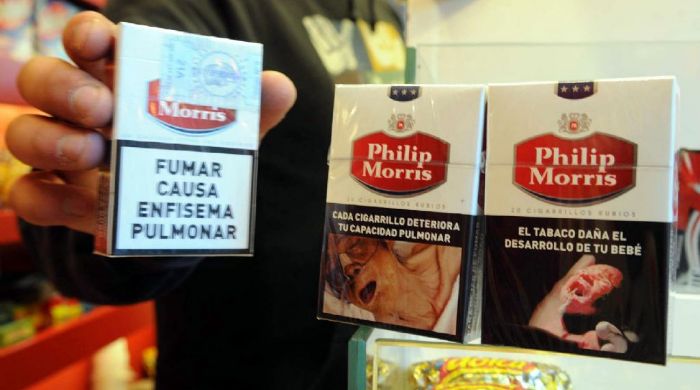 Philip
Morris
FUMAR
CAUSA
ENFISEMA
PULMONAR
Philip
Morris
20 CIGARRILLOS RUBIOS
CADA CIGARRILLO DETERIORA
TU CAPACIDAD PULMONAR
Philip
Morris
20 CIGARRILLOS RUBIOS
EL TABACO DAÑA EL
DESARROLLO DE TU BEBÉ